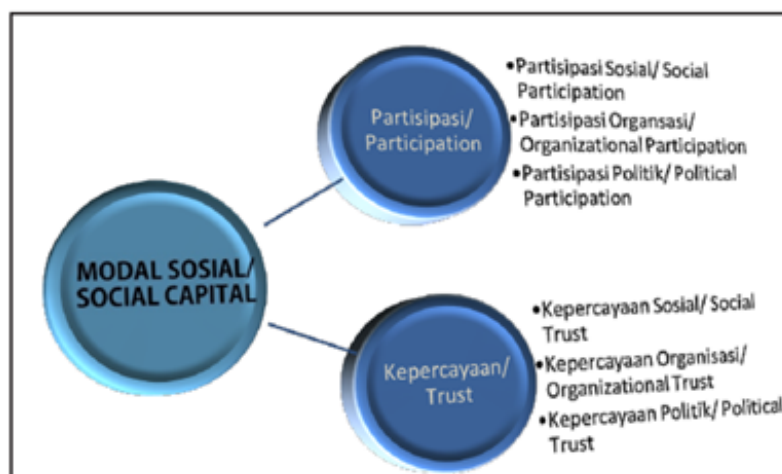 MODAL SOSIAL/
SOCIAL CAPITAL
Partisipasi/
Participation
•Partisipasi Sosial/ Social
Participation
•Partisipasi Organsasi/
Organizational Participation
•Partisipasi Politik/ Political
Participation
Kepercayaan/
Trust
•Kepercayaan Sosial/ Social
Trust
•Kepercayaan Organisasi/
Organizational Trust
•Kepercayaan Politik/ Political
Trust